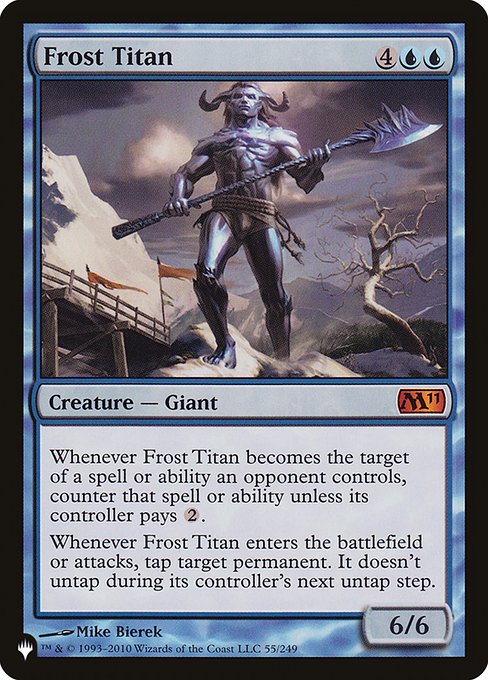 Frost Titan 4
Creature — Giant
M11
Whenever Frost Titan becomes the target
of a spell or ability an opponent controls,
counter that spell or ability unless its
controller pays 2.
Whenever Frost Titan enters the battlefield
or attacks, tap target permanent. It doesn't
untap during its controller's next untap step.
Mike Bierek
6/6
™ & © 1993–2010 Wizards of the Coast LLC 55/249